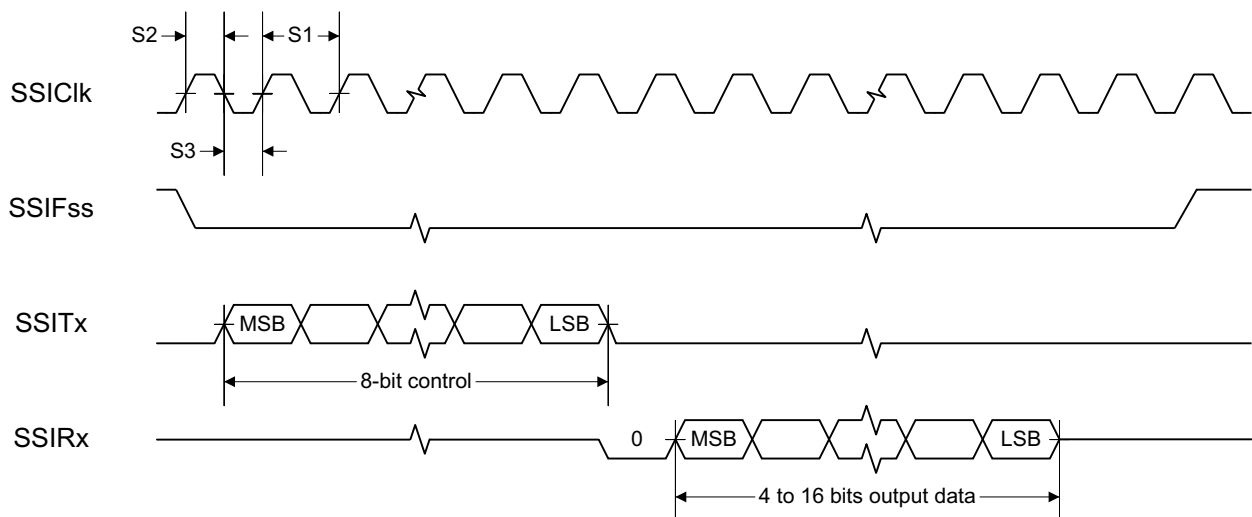 S2
S1
SSIClk
S3
SSIFss
SSITx
MSB
LSB
8-bit control
SSIRx
0
MSB
LSB
4 to 16 bits output data